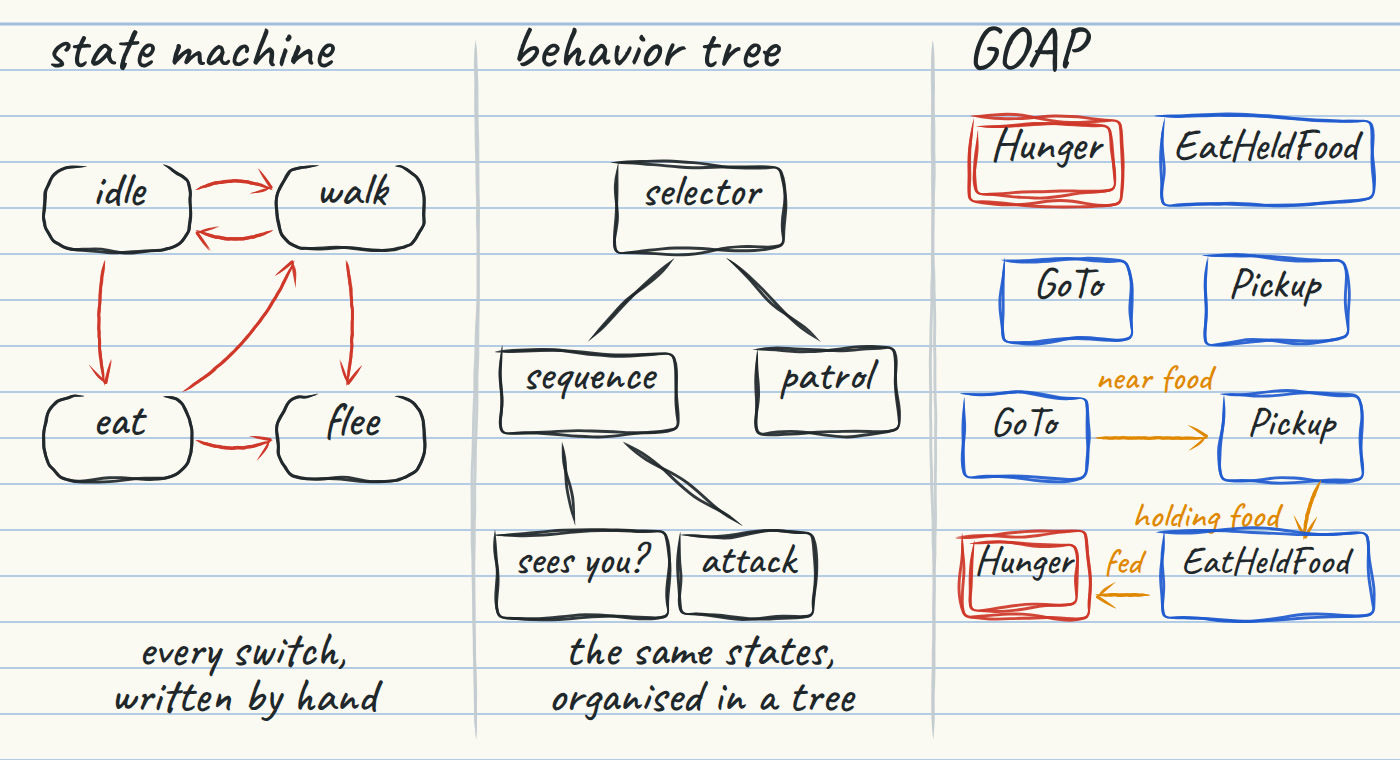 state machine
idle
walk
eat
flee
every switch,
written by hand
behavior tree
selector
sequence
patrol
sees you?
attack
the same states,
organised in a tree
GOAP
Hunger
EatHeldFood
GoTo
Pickup
near food
GoTo
Pickup
holding food
Hunger
fed
EatHeldFood